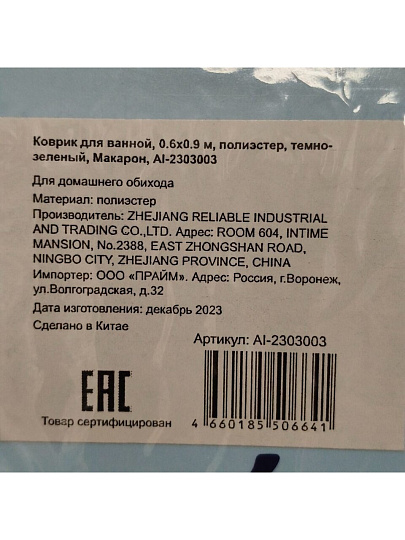 Коврик для ванной, 0.6х0.9 м, полиэстер, темно-
зеленый, Макарон, AI-2303003
Для домашнего обихода
Материал: полиэстер
Производитель: ZHEJIANG RELIABLE INDUSTRIAL
AND TRADING CO.,LTD. Адрес: ROOM 604, INTIME
MANSION, No.2388, EAST ZHONGSHAN ROAD,
NINGBO CITY, ZHEJIANG PROVINCE, CHINA
Импортер: ООО «ПРАЙМ». Адрес: Россия, г.Воронеж,
ул.Волгоградская, д.32
Дата изготовления: декабрь 2023
Сделано в Китае
Артикул: AI-2303003
EAC
Товар сертифицирован
4 660185 506641